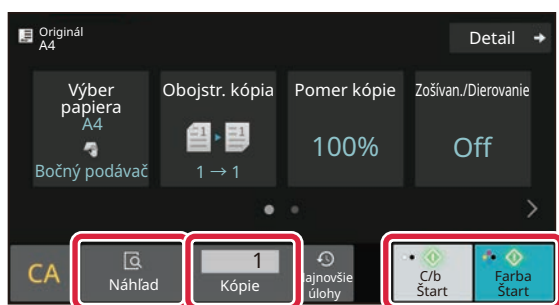 Originál
A4
Detail
Výber
papiera
A4
Bočný podávač
Obojstr. kópia
1 → 1
Pomer kópie
100%
Zošívan./Dierovanie
Off
CA
Náhľad
1
Kópie
Najnovšie
úlohy
C/b
Štart
Farba
Štart